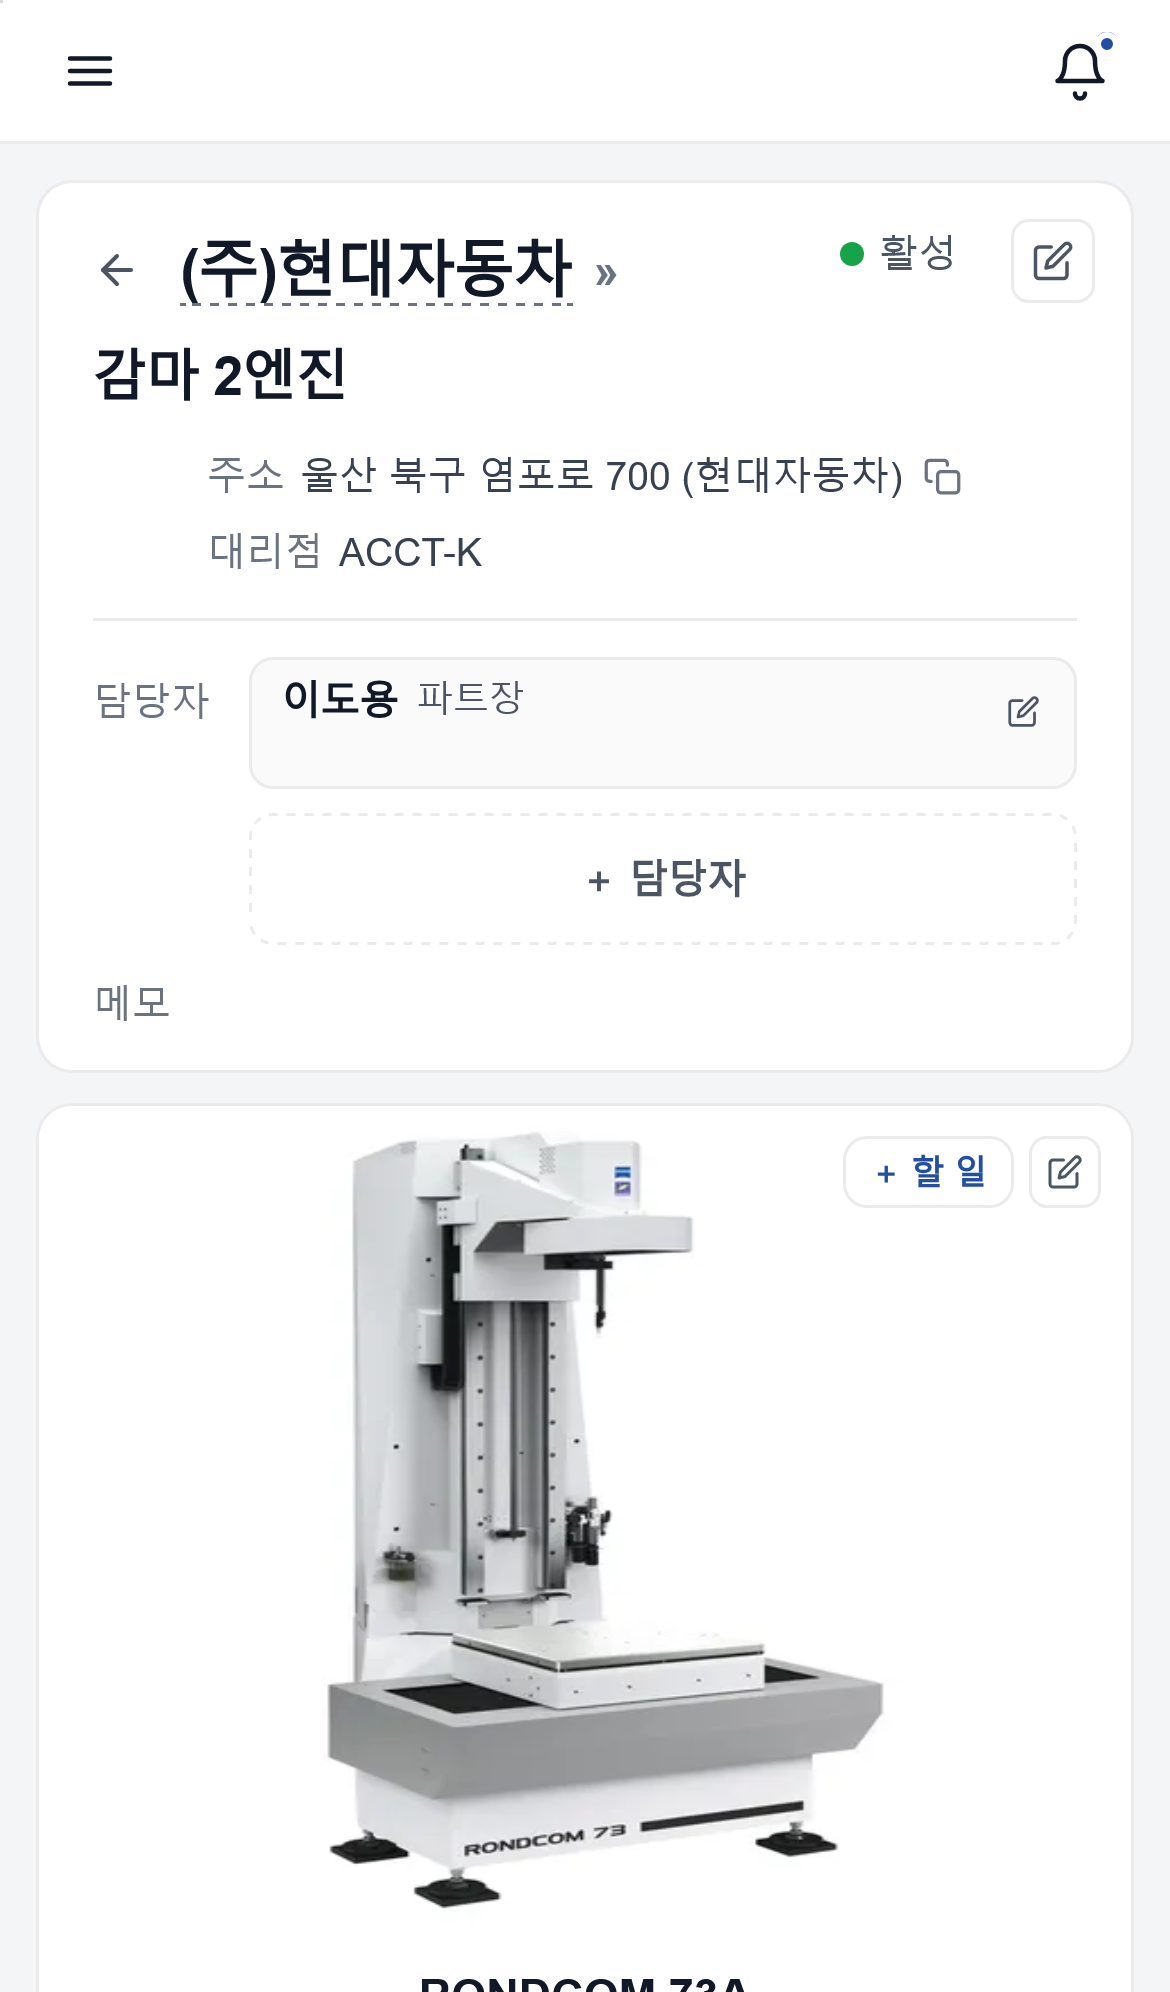 (주)현대자동차 »
활성
감마 2엔진
주소 울산 북구 염포로 700 (현대자동차)
대리점 ACCT-K
담당자
이도용 파트장
+ 담당자
메모
+ 할 일
RONDCOM 73
RONDCOM 73A